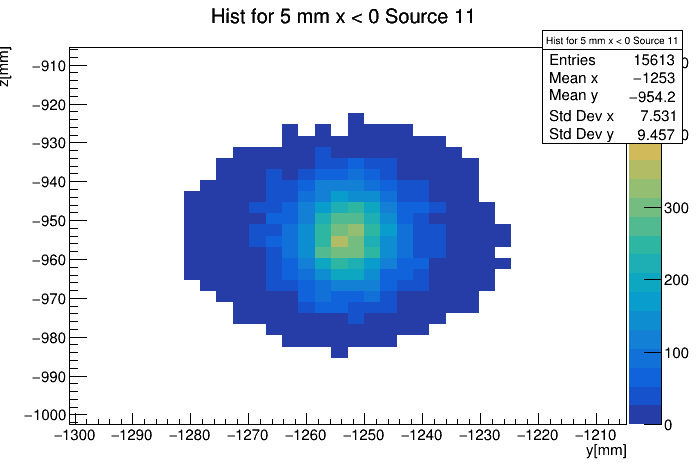 Hist for 5 mm x < 0 Source 11
z[mm]
Hist for 5 mm x < 0 Source 11
Entries 15613
Mean x −1253
Mean y −954.2
Std Dev x 7.531
Std Dev y 9.457
−910
−920
−930
−940
−950
−960
−970
−980
−990
−1000
−1300 −1290 −1280 −1270 −1260 −1250 −1240 −1230 −1220 −1210
y[mm]
300
200
100
0